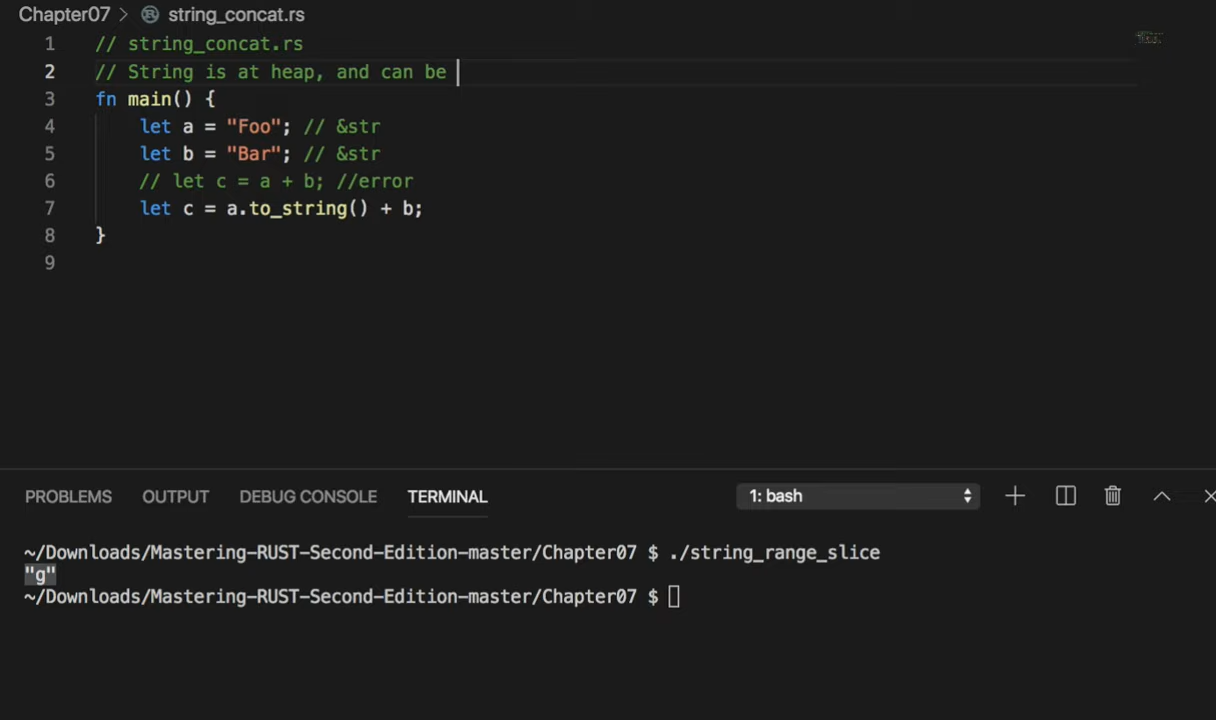 Chapter07 > string_concat.rs
1 // string_concat.rs
2 // String is at heap, and can be
3 fn main() {
4 let a = "Foo"; // &str
5 let b = "Bar"; // &str
6 // let c = a + b; //error
7 let c = a.to_string() + b;
8 }
9
PROBLEMS OUTPUT DEBUG CONSOLE TERMINAL 1: bash
~/Downloads/Mastering-RUST-Second-Edition-master/Chapter07 $ ./string_range_slice
"g"
~/Downloads/Mastering-RUST-Second-Edition-master/Chapter07 $